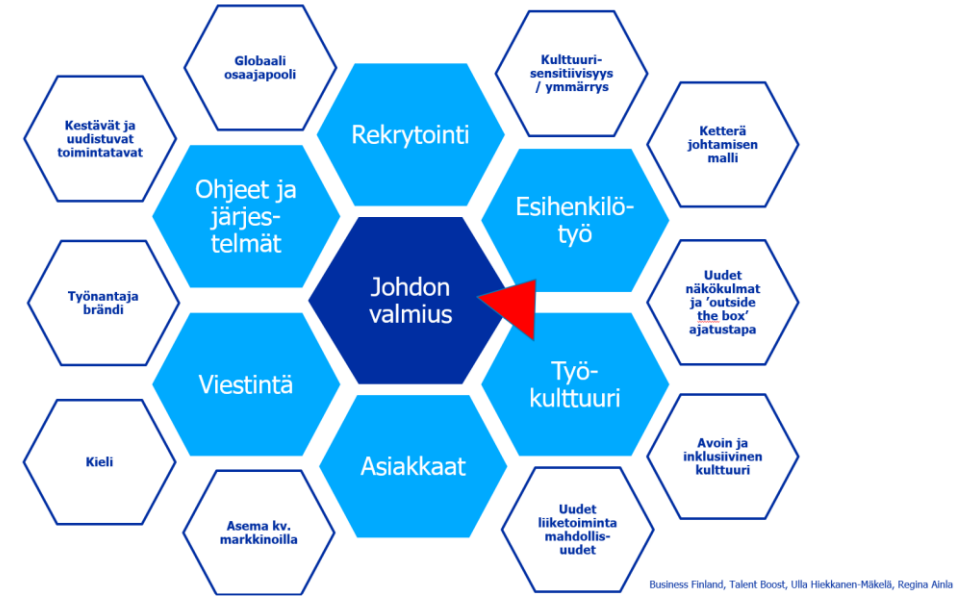 Globaali
osaajapooli
Kulttuuri-
sensitiivisyys
/ ymmärrys
Kestävät ja
uudistuvat
toimintatavat
Rekrytointi
Ketterä
johtamisen
malli
Ohjeet ja
järjes-
telmät
Esihenkilö-
työ
Työnantaja
brändi
Johdon
valmius
Uudet
näkökulmat
ja ’outside
the box’
ajatustapa
Viestintä
Työ-
kulttuuri
Kieli
Asiakkaat
Avoin ja
inklusiivinen
kulttuuri
Asema kv.
markkinoilla
Uudet
liiketoiminta
mahdollis-
uudet
Business Finland, Talent Boost, Ulla Hiekkanen-Mäkelä, Regina Ainla